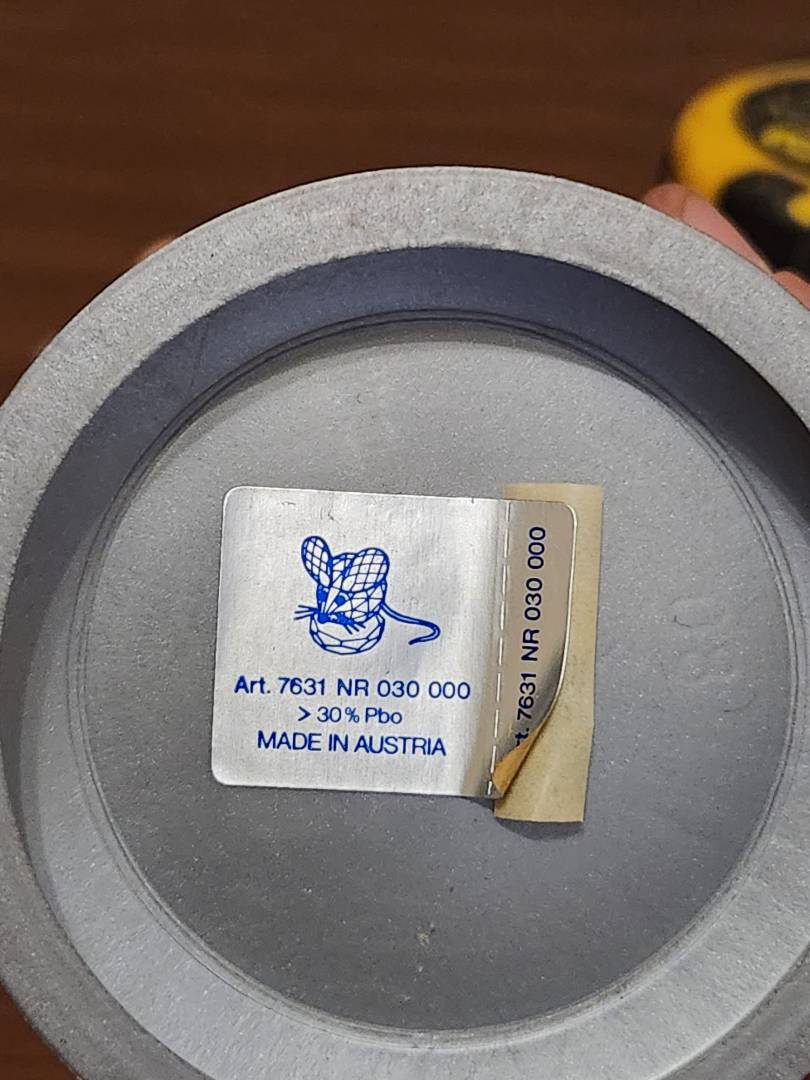 Art. 7631 NR 030 000
> 30% Pbo
MADE IN AUSTRIA
t. 7631 NR 030 000